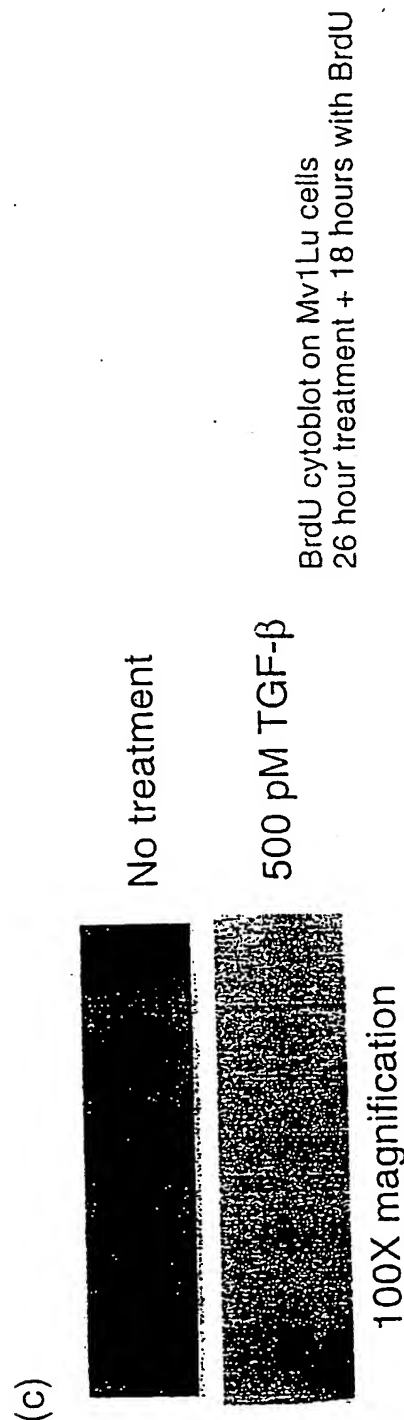 (c)
No treatment
500 pM TGF-β
100X magnification
BrdU cytoblot on Mv1Lu cells
26 hour treatment + 18 hours with BrdU